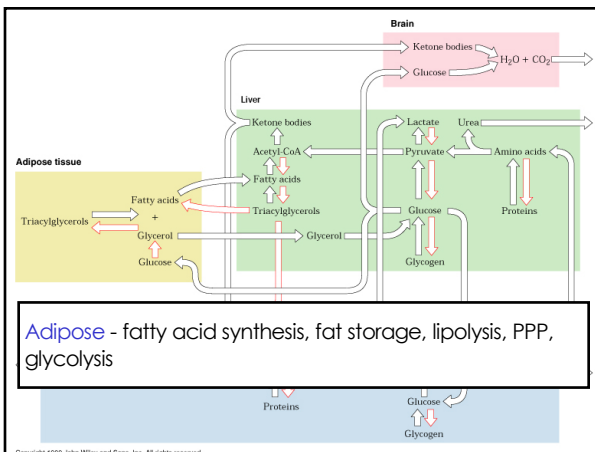 Brain
Ketone bodies
H₂O + CO₂
Glucose
Liver
Ketone bodies
Lactate
Urea
Acetyl-CoA
Pyruvate
Amino acids
Adipose tissue
Fatty acids
Fatty acids
Triacylglycerols
+
Triacylglycerols
Glucose
Proteins
Glycerol
Glycerol
Glucose
Glycogen
Adipose - fatty acid synthesis, fat storage, lipolysis, PPP,
glycolysis
Proteins
Glucose
Glycogen